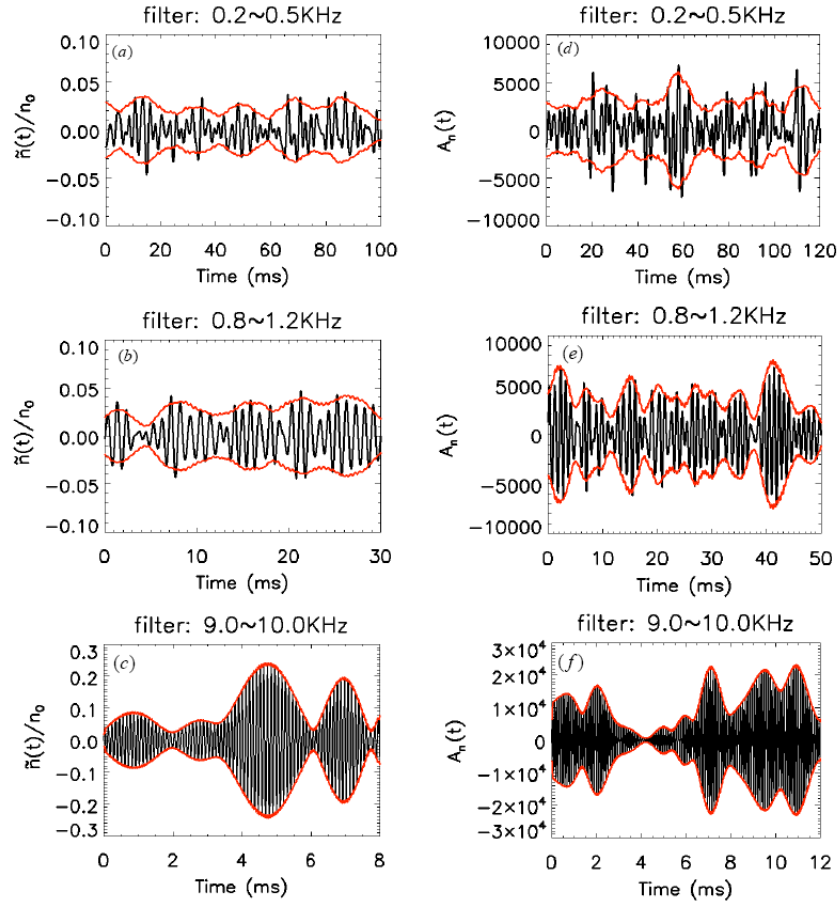 filter: 0.2~0.5KHz
(a)
ñ(t)/n₀
0.10
0.05
0.00
−0.05
−0.10
0 20 40 60 80 100
Time (ms)
filter: 0.2~0.5KHz
(d)
Aₙ(t)
10000
5000
0
−5000
−10000
0 20 40 60 80 100 120
Time (ms)
filter: 0.8~1.2KHz
(b)
ñ(t)/n₀
0.10
0.05
0.00
−0.05
−0.10
0 10 20 30
Time (ms)
filter: 0.8~1.2KHz
(e)
Aₙ(t)
10000
5000
0
−5000
−10000
0 10 20 30 40 50
Time (ms)
filter: 9.0~10.0KHz
(c)
ñ(t)/n₀
0.3
0.2
0.1
0.0
−0.1
−0.2
−0.3
0 2 4 6 8
Time (ms)
filter: 9.0~10.0KHz
(f)
Aₙ(t)
3×10⁴
2×10⁴
1×10⁴
0
−1×10⁴
−2×10⁴
−3×10⁴
0 2 4 6 8 10 12
Time (ms)